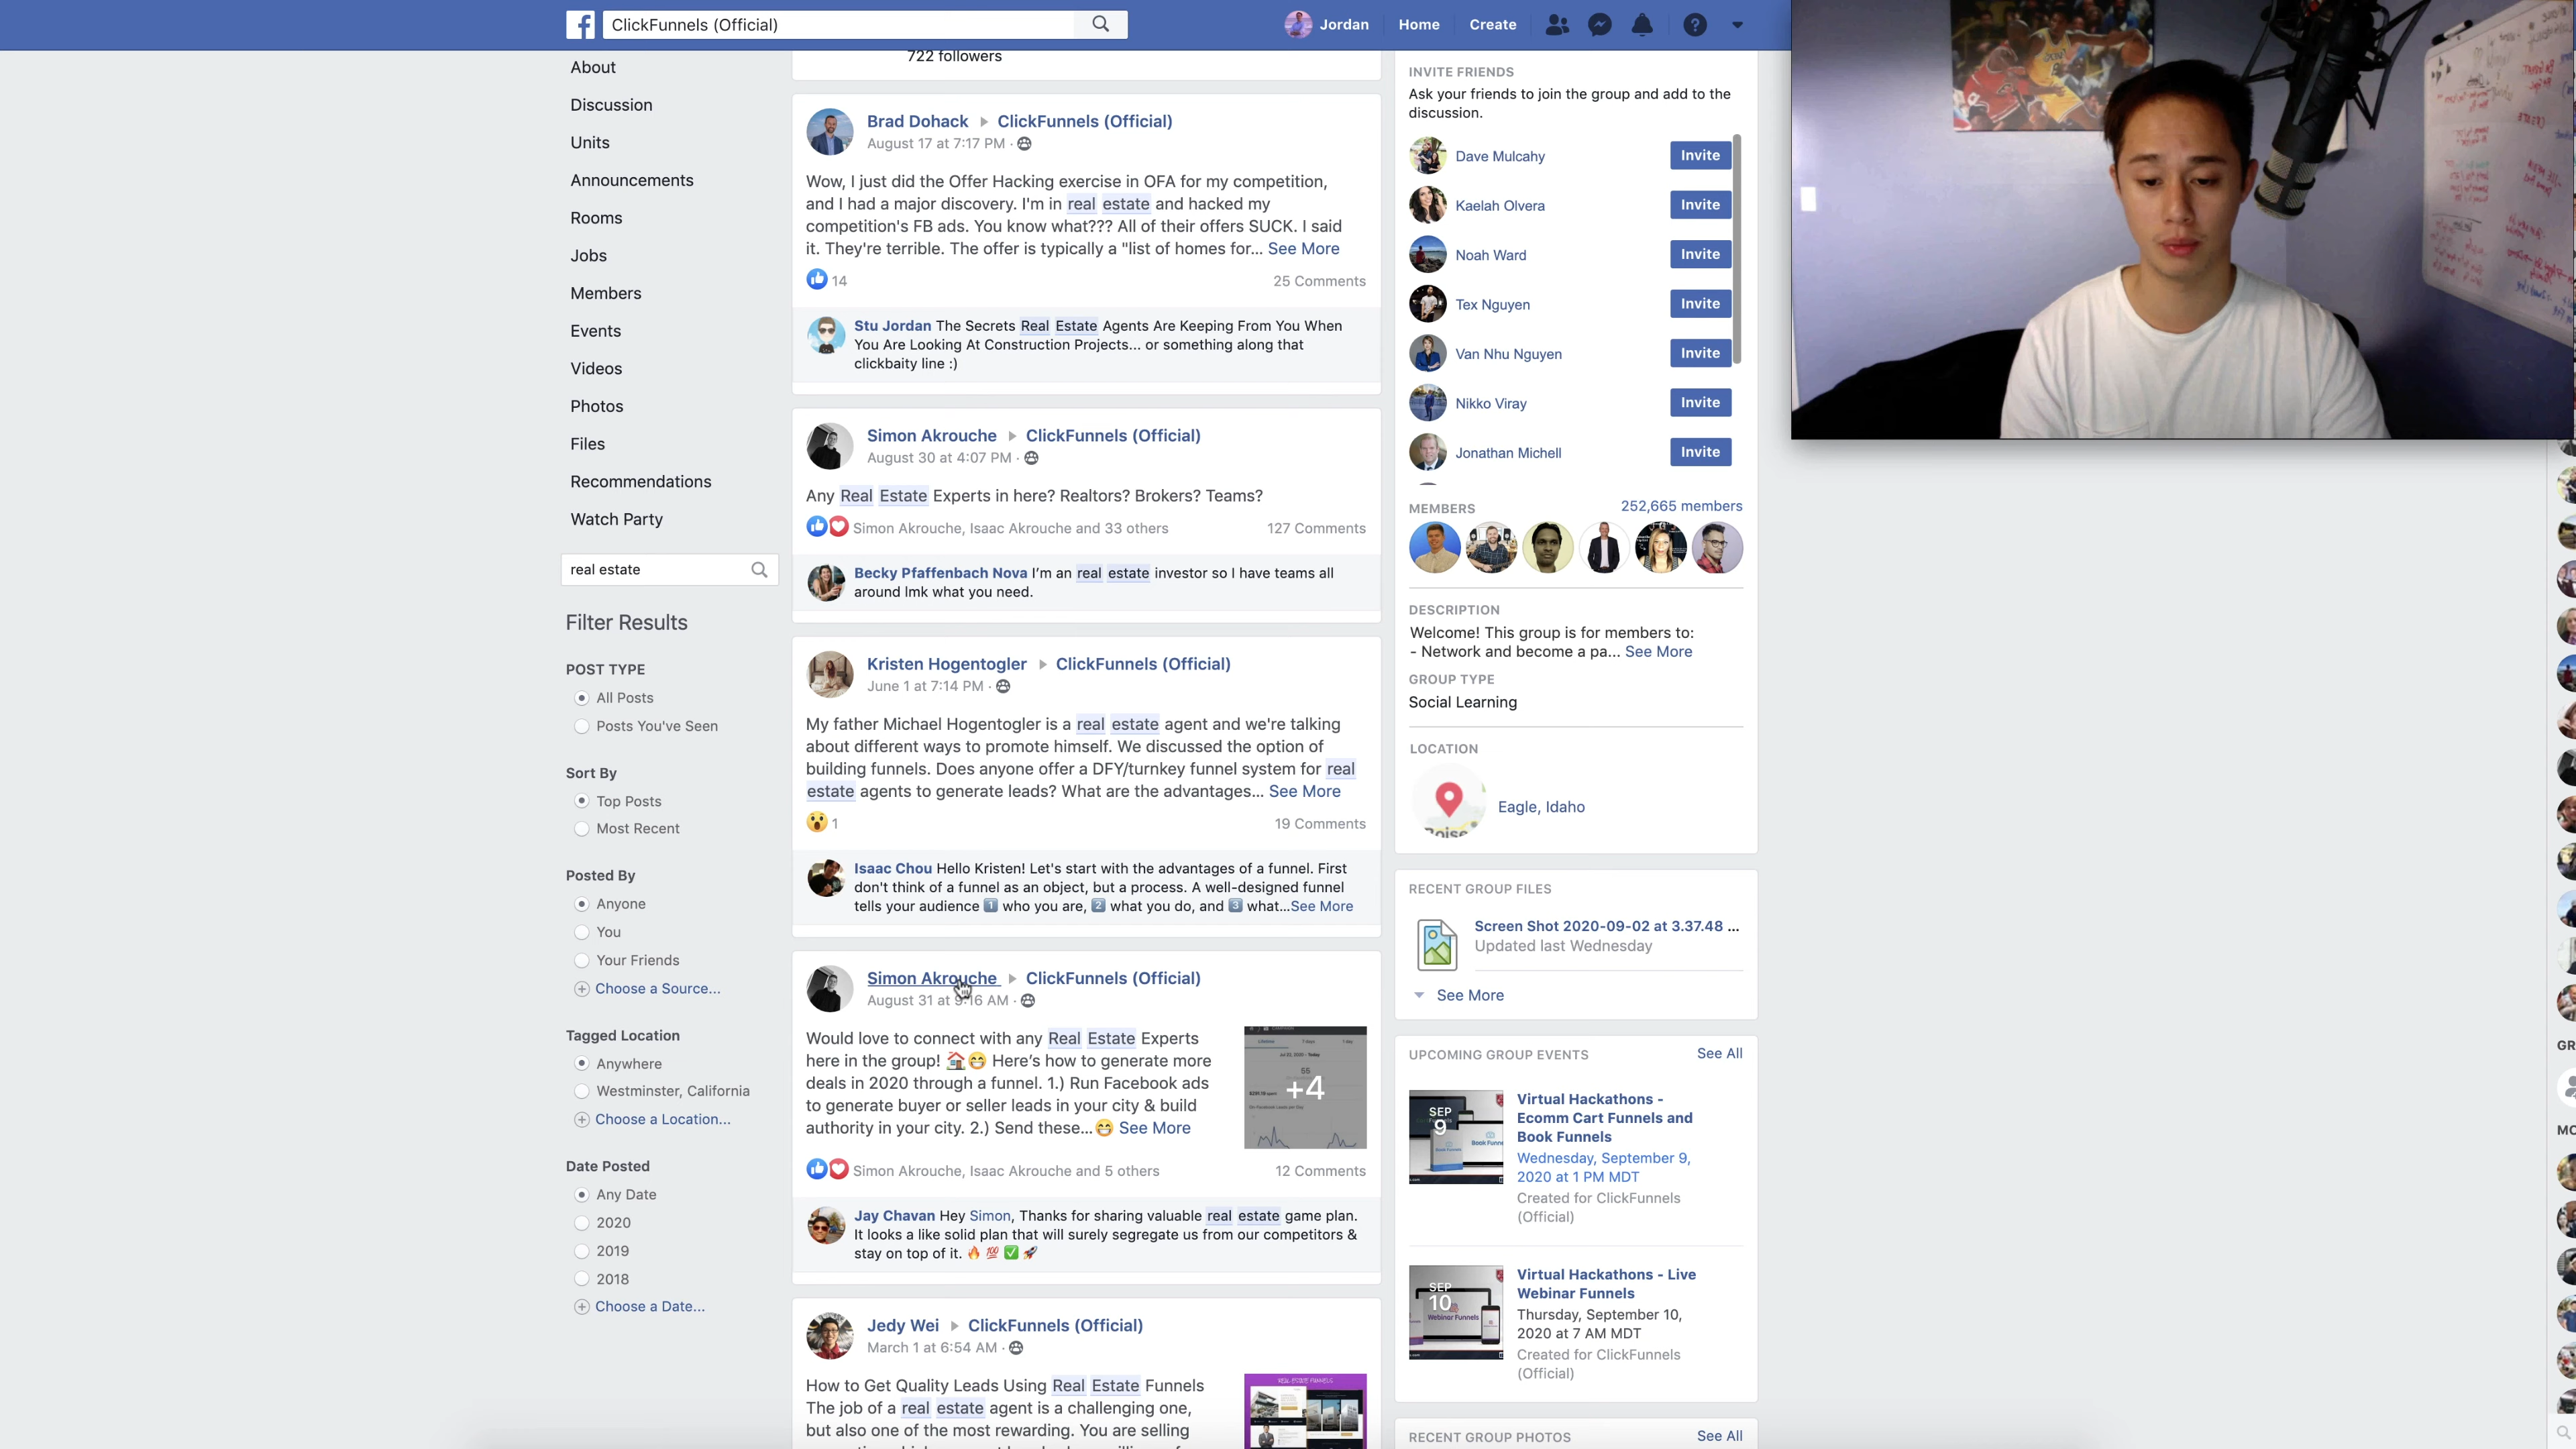 ClickFunnels (Official)
Jordan
Home
Create
722 followers
About
Discussion
Units
Announcements
Rooms
Jobs
Members
Events
Videos
Photos
Files
Recommendations
Watch Party
real estate
Filter Results
POST TYPE
All Posts
Posts You've Seen
Sort By
Top Posts
Most Recent
Posted By
Anyone
You
Your Friends
Choose a Source...
Tagged Location
Anywhere
Westminster, California
Choose a Location...
Date Posted
Any Date
2020
2019
2018
Choose a Date...
Brad Dohack ▸ ClickFunnels (Official)
August 17 at 7:17 PM ·
Wow, I just did the Offer Hacking exercise in OFA for my competition,
and I had a major discovery. I'm in real estate and hacked my
competition's FB ads. You know what??? All of their offers SUCK. I said
it. They're terrible. The offer is typically a "list of homes for... See More
14
25 Comments
Stu Jordan The Secrets Real Estate Agents Are Keeping From You When
You Are Looking At Construction Projects... or something along that
clickbaity line :)
Simon Akrouche ▸ ClickFunnels (Official)
August 30 at 4:07 PM ·
Any Real Estate Experts in here? Realtors? Brokers? Teams?
Simon Akrouche, Isaac Akrouche and 33 others
127 Comments
Becky Pfaffenbach Nova I'm an real estate investor so I have teams all
around lmk what you need.
Kristen Hogentogler ▸ ClickFunnels (Official)
June 1 at 7:14 PM ·
My father Michael Hogentogler is a real estate agent and we're talking
about different ways to promote himself. We discussed the option of
building funnels. Does anyone offer a DFY/turnkey funnel system for real
estate agents to generate leads? What are the advantages... See More
1
19 Comments
Isaac Chou Hello Kristen! Let's start with the advantages of a funnel. First
don't think of a funnel as an object, but a process. A well-designed funnel
tells your audience 1️⃣ who you are, 2️⃣ what you do, and 3️⃣ what...See More
Simon Akrouche ▸ ClickFunnels (Official)
August 31 at 9:16 AM ·
Would love to connect with any Real Estate Experts
here in the group! 🏠😁 Here's how to generate more
deals in 2020 through a funnel. 1.) Run Facebook ads
to generate buyer or seller leads in your city & build
authority in your city. 2.) Send these...😁 See More
+4
Simon Akrouche, Isaac Akrouche and 5 others
12 Comments
Jay Chavan Hey Simon, Thanks for sharing valuable real estate game plan.
It looks a like solid plan that will surely segregate us from our competitors &
stay on top of it. 🔥 💯 ✅ 🚀
Jedy Wei ▸ ClickFunnels (Official)
March 1 at 6:54 AM ·
How to Get Quality Leads Using Real Estate Funnels
The job of a real estate agent is a challenging one,
but also one of the most rewarding. You are selling
REAL ESTATE FUNNELS
INVITE FRIENDS
Ask your friends to join the group and add to the
discussion.
Dave Mulcahy
Invite
Kaelah Olvera
Invite
Noah Ward
Invite
Tex Nguyen
Invite
Van Nhu Nguyen
Invite
Nikko Viray
Invite
Jonathan Michell
Invite
MEMBERS
252,665 members
DESCRIPTION
Welcome! This group is for members to:
- Network and become a pa... See More
GROUP TYPE
Social Learning
LOCATION
Boise
Eagle, Idaho
RECENT GROUP FILES
Screen Shot 2020-09-02 at 3.37.48 ...
Updated last Wednesday
See More
UPCOMING GROUP EVENTS
See All
SEP
9
Virtual Hackathons -
Ecomm Cart Funnels and
Book Funnels
Wednesday, September 9,
2020 at 1 PM MDT
Created for ClickFunnels
(Official)
SEP
10
Virtual Hackathons - Live
Webinar Funnels
Thursday, September 10,
2020 at 7 AM MDT
Created for ClickFunnels
(Official)
RECENT GROUP PHOTOS
See All
GR
MO